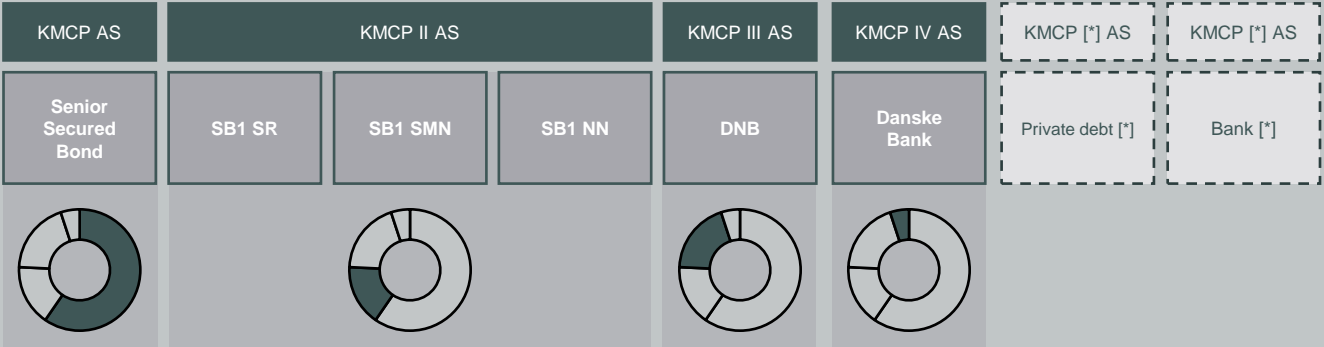 KMCP AS
KMCP II AS
KMCP III AS
KMCP IV AS
KMCP [*] AS
KMCP [*] AS
Senior
Secured
Bond
SB1 SR
SB1 SMN
SB1 NN
DNB
Danske
Bank
Private debt [*]
Bank [*]